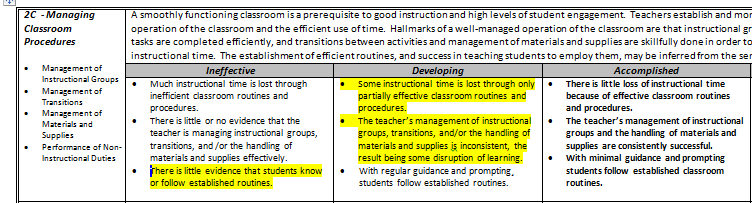 2C - Managing
Classroom
Procedures
• Management of
Instructional Groups
• Management of
Transitions
• Management of
Materials and
Supplies
• Performance of Non-
Instructional Duties
A smoothly functioning classroom is a prerequisite to good instruction and high levels of student engagement. Teachers establish and mor
operation of the classroom and the efficient use of time. Hallmarks of a well-managed operation of the classroom are that instructional gr
tasks are completed efficiently, and transitions between activities and management of materials and supplies are skillfully done in order to
instructional time. The establishment of efficient routines, and success in teaching students to employ them, may be inferred from the ser
Ineffective
• Much instructional time is lost through
inefficient classroom routines and
procedures.
• There is little or no evidence that the
teacher is managing instructional groups,
transitions, and /or the handling of
materials and supplies effectively.
• There is little evidence that students know
or follow established routines.
Developing
• Some instructional time is lost through only
partially effective classroom routines and
procedures.
• The teacher's management of instructional
groups, transitions, and/or the handling of
materials and supplies is inconsistent, the
result being some disruption of learning.
• With regular guidance and prompting,
students follow established routines.
Accomplished
• There is little loss of instructional time
because of effective classroom routines
and procedures.
• The teacher's management of instructional
groups and the handling of materials and
supplies are consistently successful.
• With minimal guidance and prompting
students follow established classroom
routines.